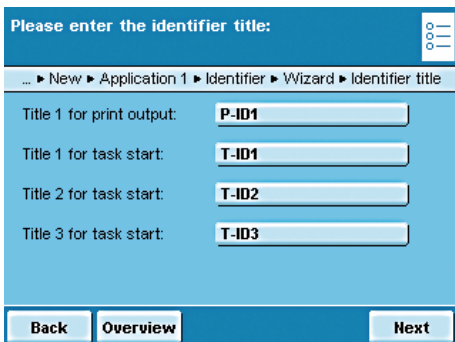 Please enter the identifier title:
... ▶ New ▶ Application 1 ▶ Identifier ▶ Wizard ▶ Identifier title
Title 1 for print output: P-ID1
Title 1 for task start: T-ID1
Title 2 for task start: T-ID2
Title 3 for task start: T-ID3
Back Overview Next